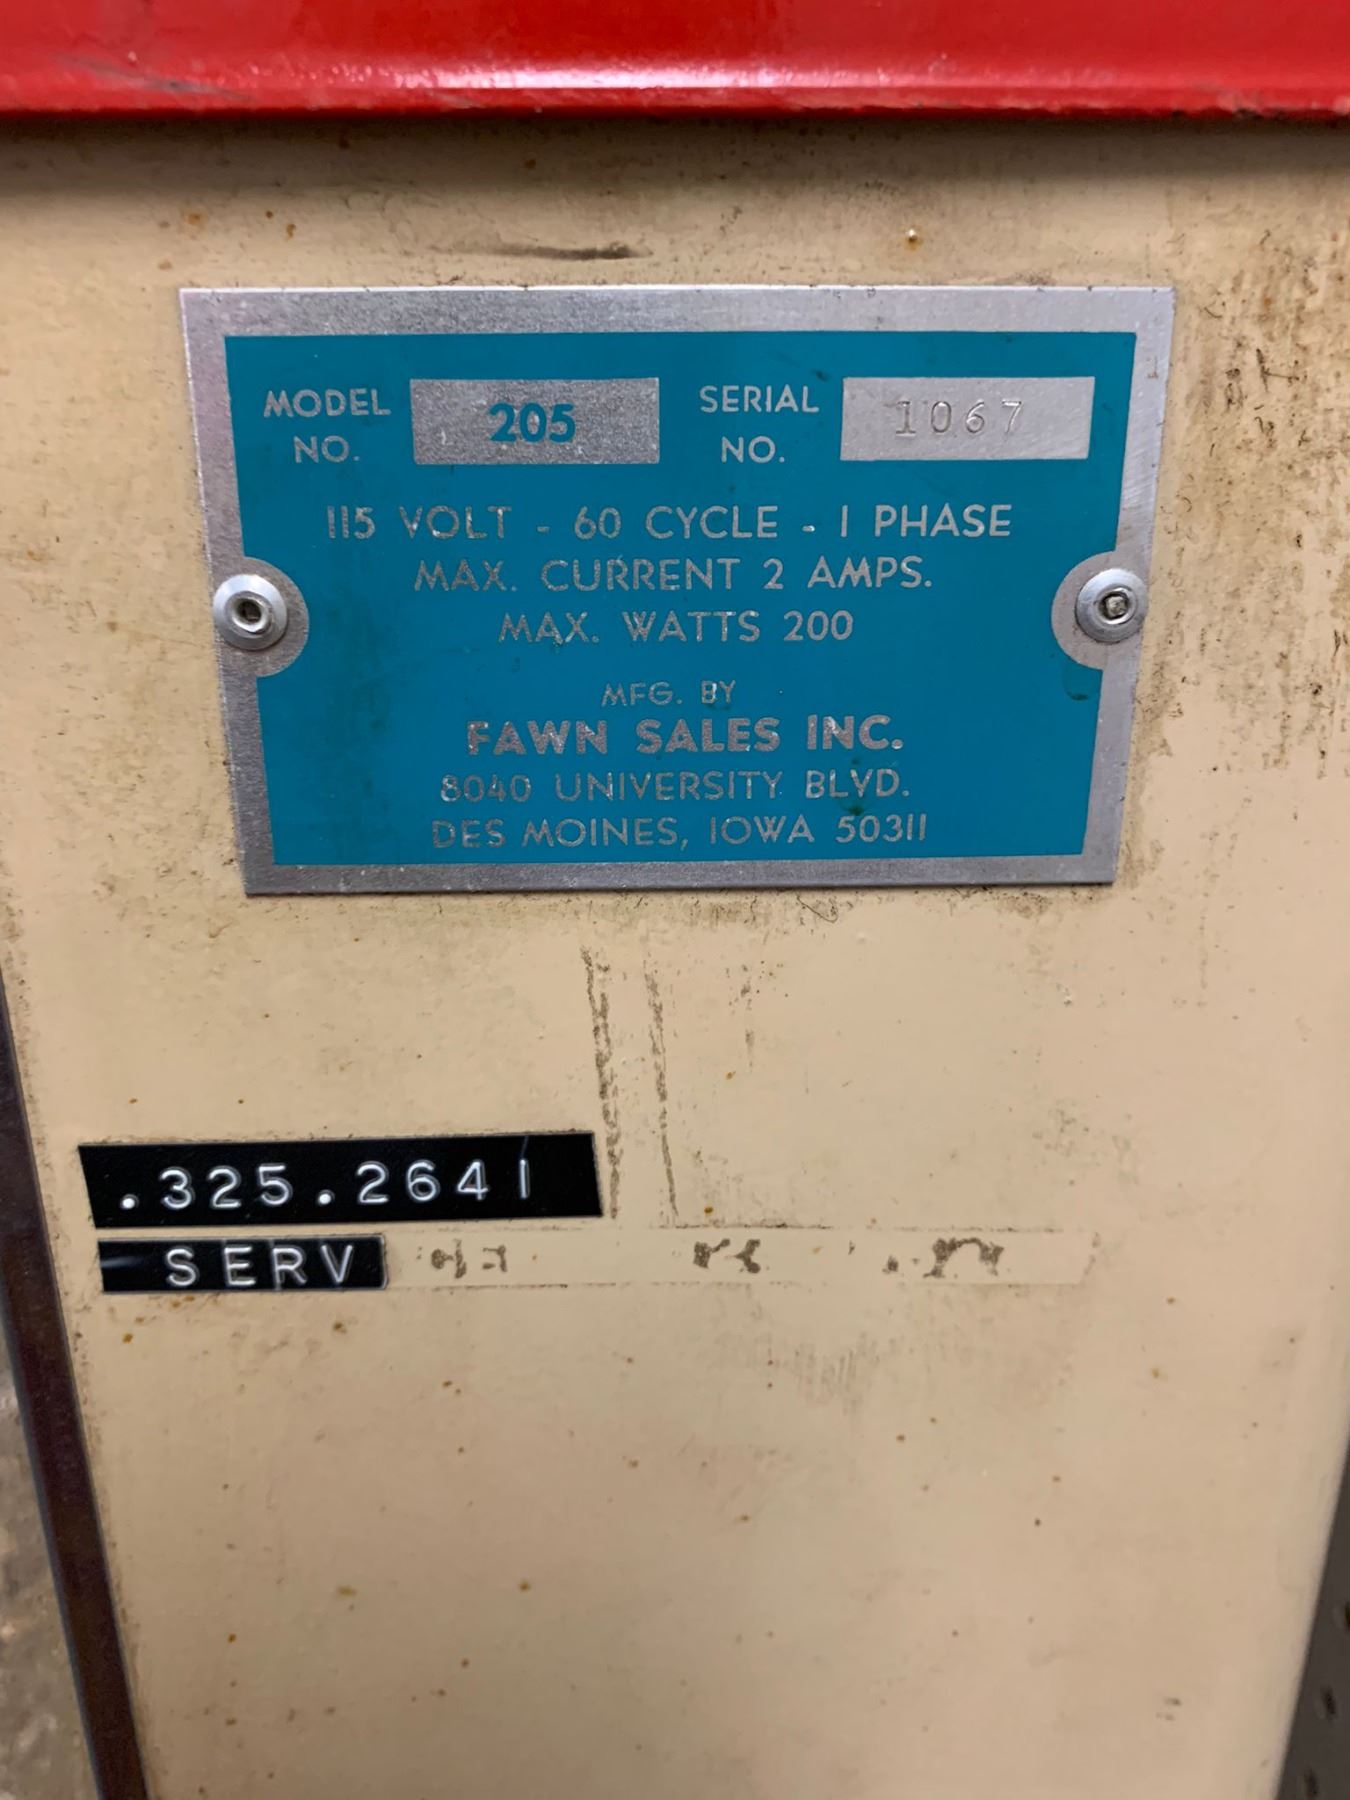 MODEL NO. 205 SERIAL NO. 1067
115 VOLT - 60 CYCLE - 1 PHASE
MAX. CURRENT 2 AMPS.
MAX. WATTS 200
MFG. BY
FAWN SALES INC.
8040 UNIVERSITY BLVD.
DES MOINES, IOWA 50311
.325.2641
SERV